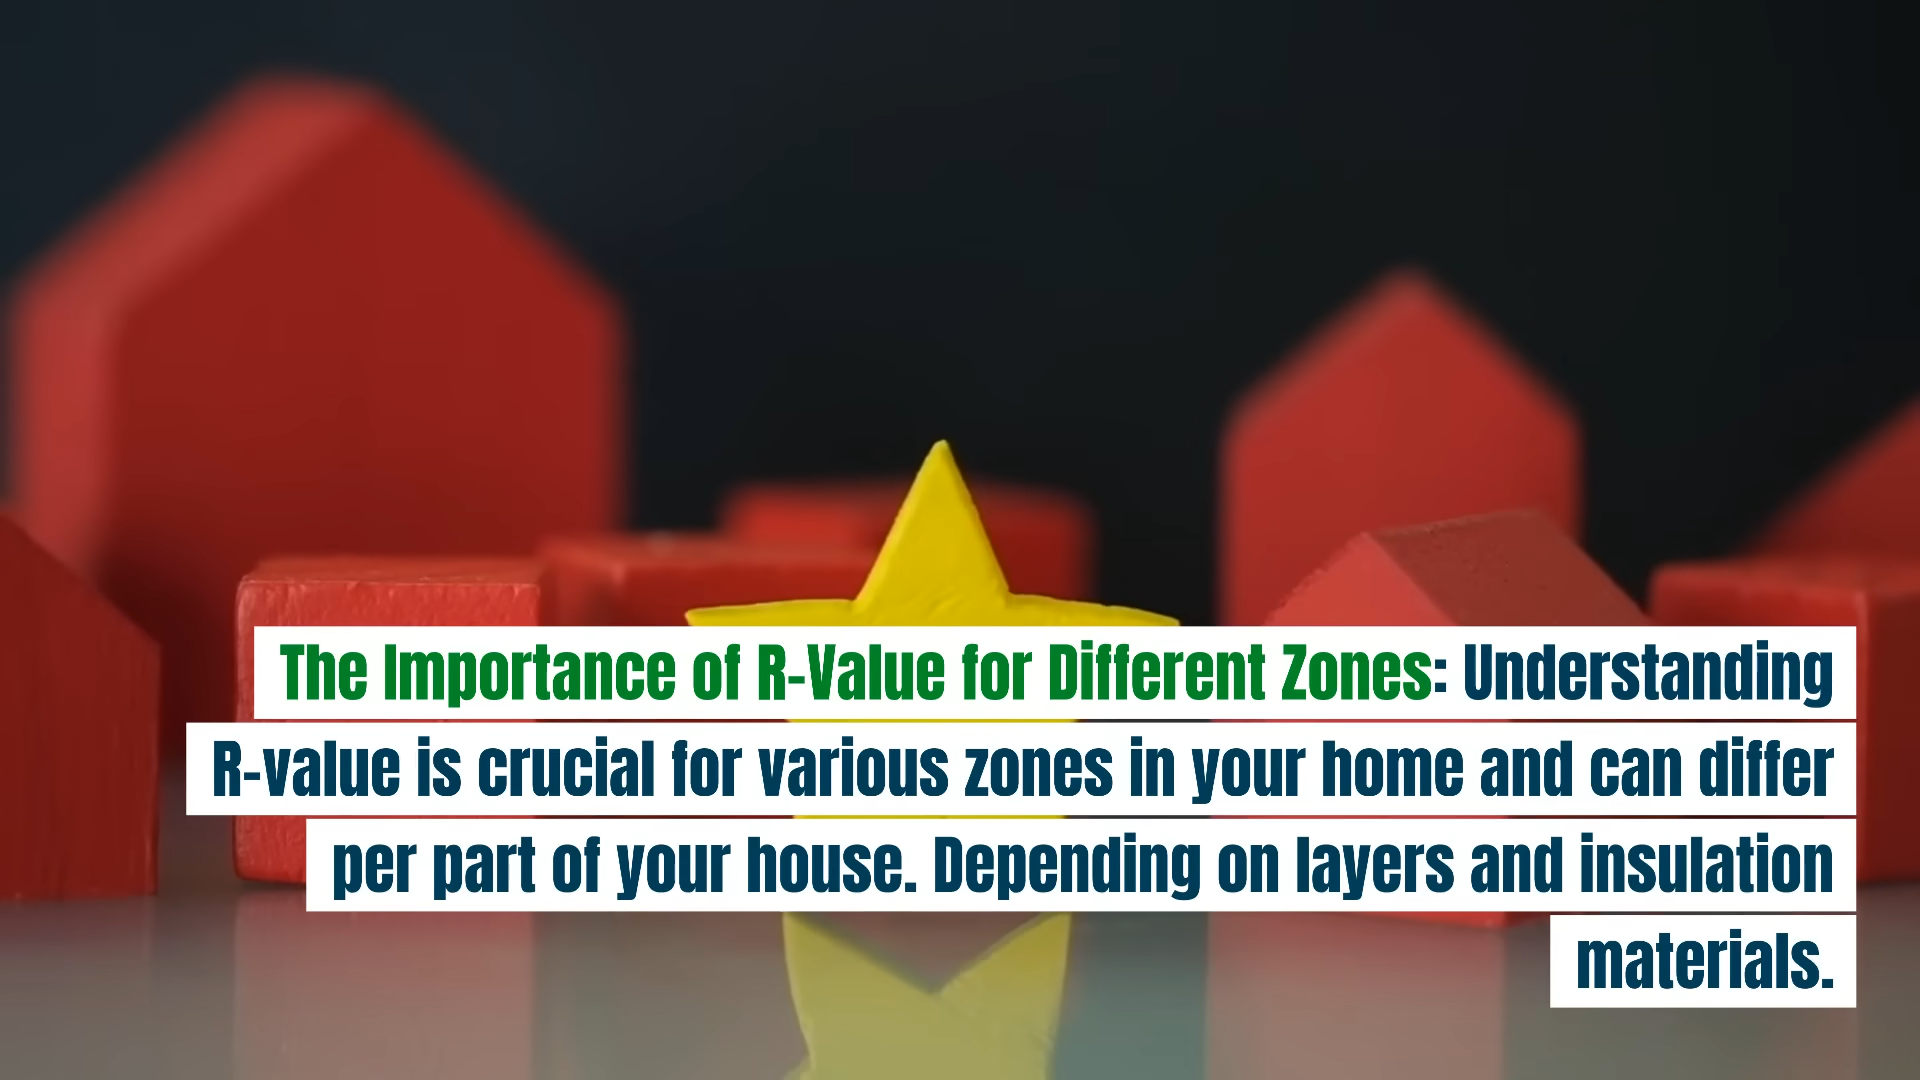 The Importance of R-Value for Different Zones: Understanding
R-value is crucial for various zones in your home and can differ
per part of your house. Depending on layers and insulation
materials.